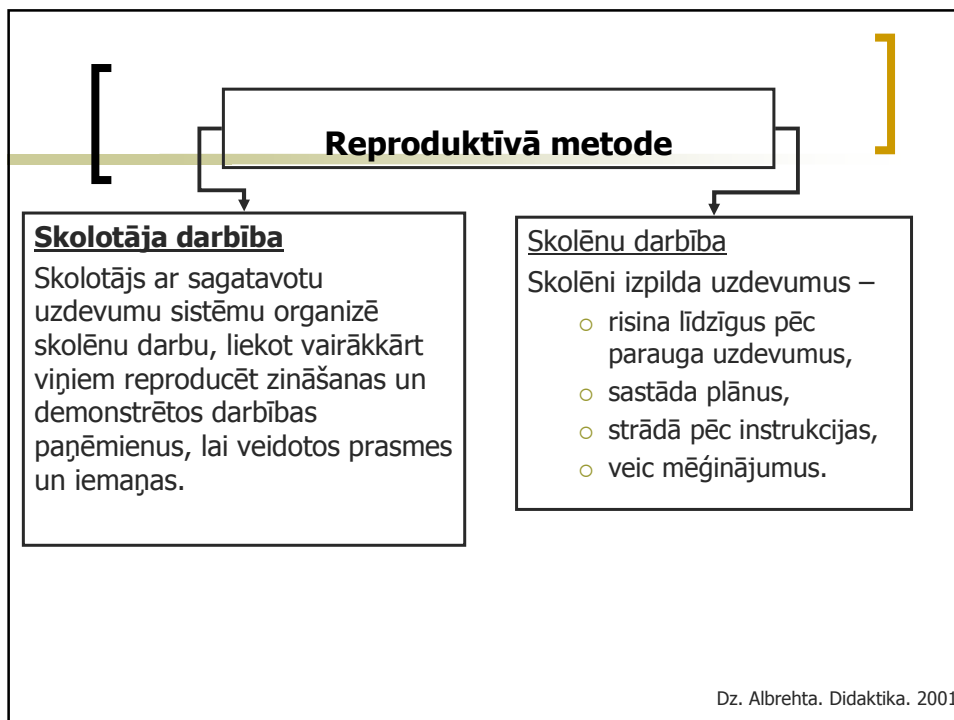 Reproduktīvā metode
Skolotāja darbība
Skolotājs ar sagatavotu
uzdevumu sistēmu organizē
skolēnu darbu, liekot vairākkārt
viņiem reproducēt zināšanas un
demonstrētos darbības
paņēmienus, lai veidotos prasmes
un iemaņas.
Skolēnu darbība
Skolēni izpilda uzdevumus –
risina līdzīgus pēc
parauga uzdevumus,
sastāda plānus,
strādā pēc instrukcijas,
veic mēģinājumus.
Dz. Albrehta. Didaktika. 2001